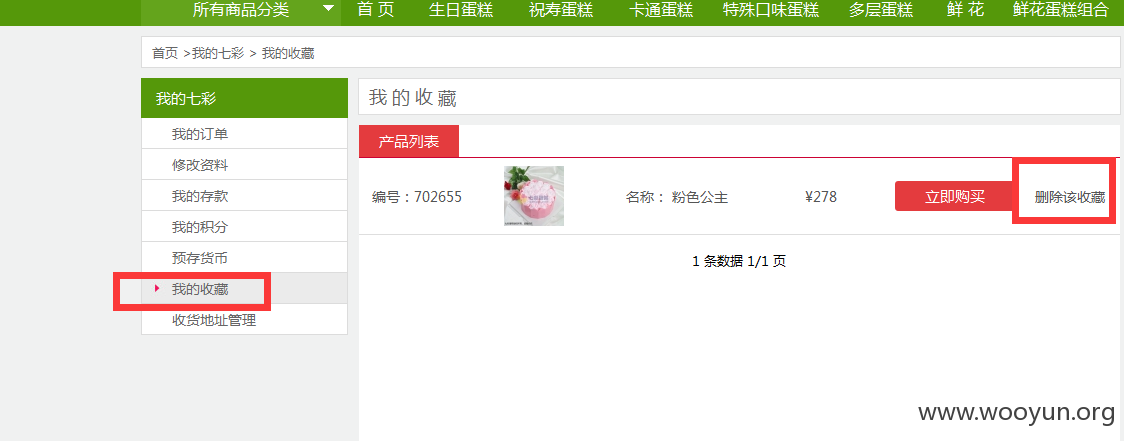 所有商品分类 首 页 生日蛋糕 祝寿蛋糕 卡通蛋糕 特殊口味蛋糕 多层蛋糕 鲜 花 鲜花蛋糕组合
首页 >我的七彩 > 我的收藏
我的七彩
我的订单
修改资料
我的存款
我的积分
预存货币
我的收藏
收货地址管理
我的收藏
产品列表
编号：702655 名称： 粉色公主 ¥278 立即购买 删除该收藏
1 条数据 1/1 页
www.wooyun.org